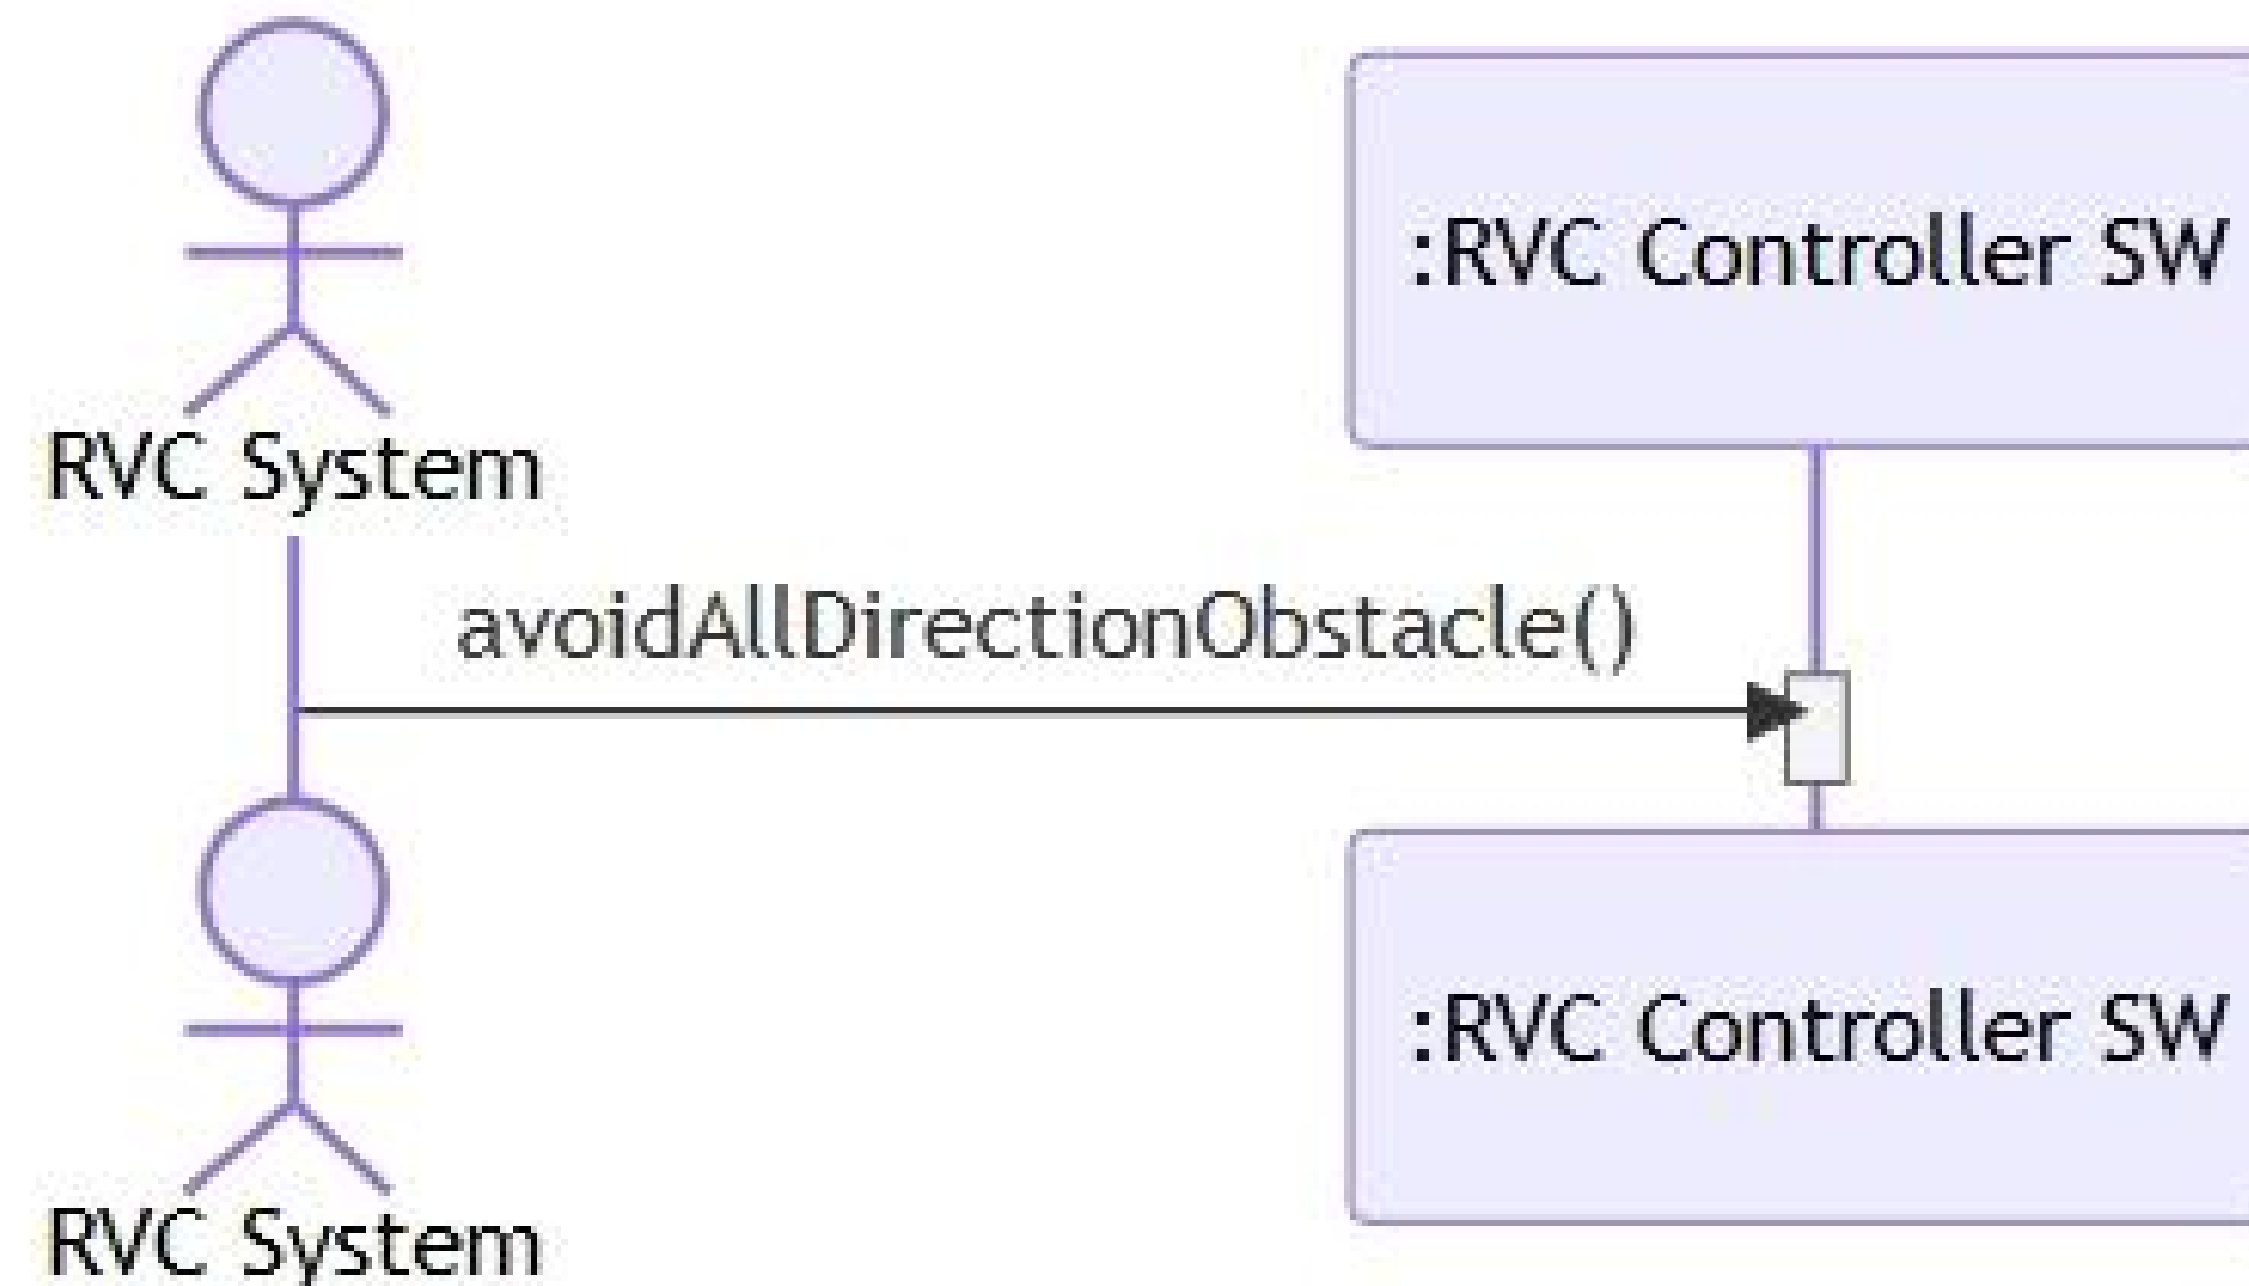 :RVC Controller SW
RVC System
avoidAllDirectionObstacle()
:RVC Controller SW
RVC System